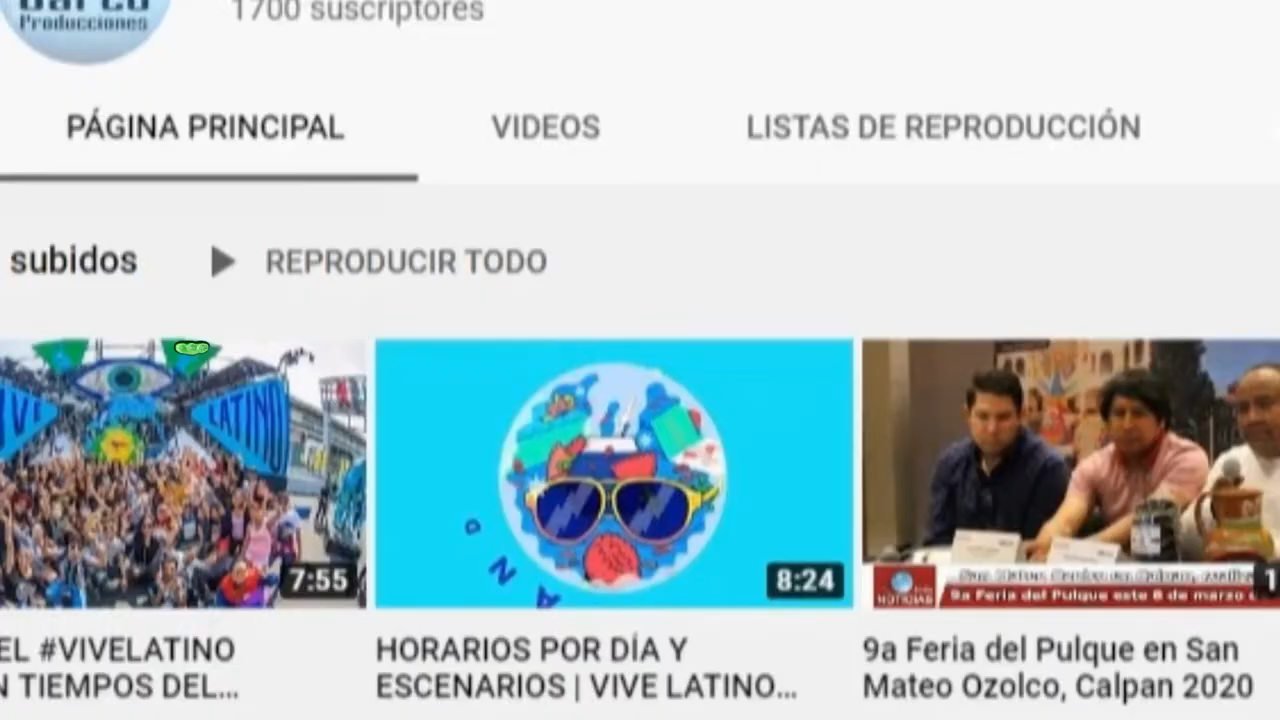 Producciones
1700 suscriptores
PÁGINA PRINCIPAL
VIDEOS
LISTAS DE REPRODUCCIÓN
subidos
REPRODUCIR TODO
LATINO
7:55
8:24
NOTICIAS
9a Feria del Pulque este 8 de marzo
EL #VIVELATINO
N TIEMPOS DEL...
HORARIOS POR DÍA Y
ESCENARIOS | VIVE LATINO...
9a Feria del Pulque en San
Mateo Ozolco, Calpan 2020